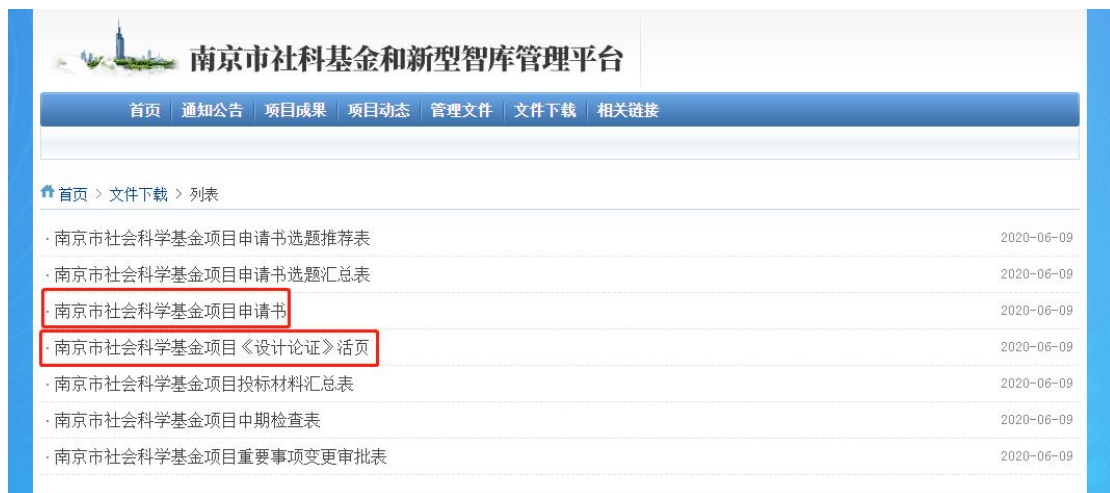 南京市社科基金和新型智库管理平台
首页 通知公告 项目成果 项目动态 管理文件 文件下载 相关链接
首页 > 文件下载 > 列表
·南京市社会科学基金项目申请书选题推荐表 2020-06-09
·南京市社会科学基金项目申请书选题汇总表 2020-06-09
·南京市社会科学基金项目申请书 2020-06-09
·南京市社会科学基金项目《设计论证》活页 2020-06-09
·南京市社会科学基金项目投标材料汇总表 2020-06-09
·南京市社会科学基金项目中期检查表 2020-06-09
·南京市社会科学基金项目重要事项变更审批表 2020-06-09